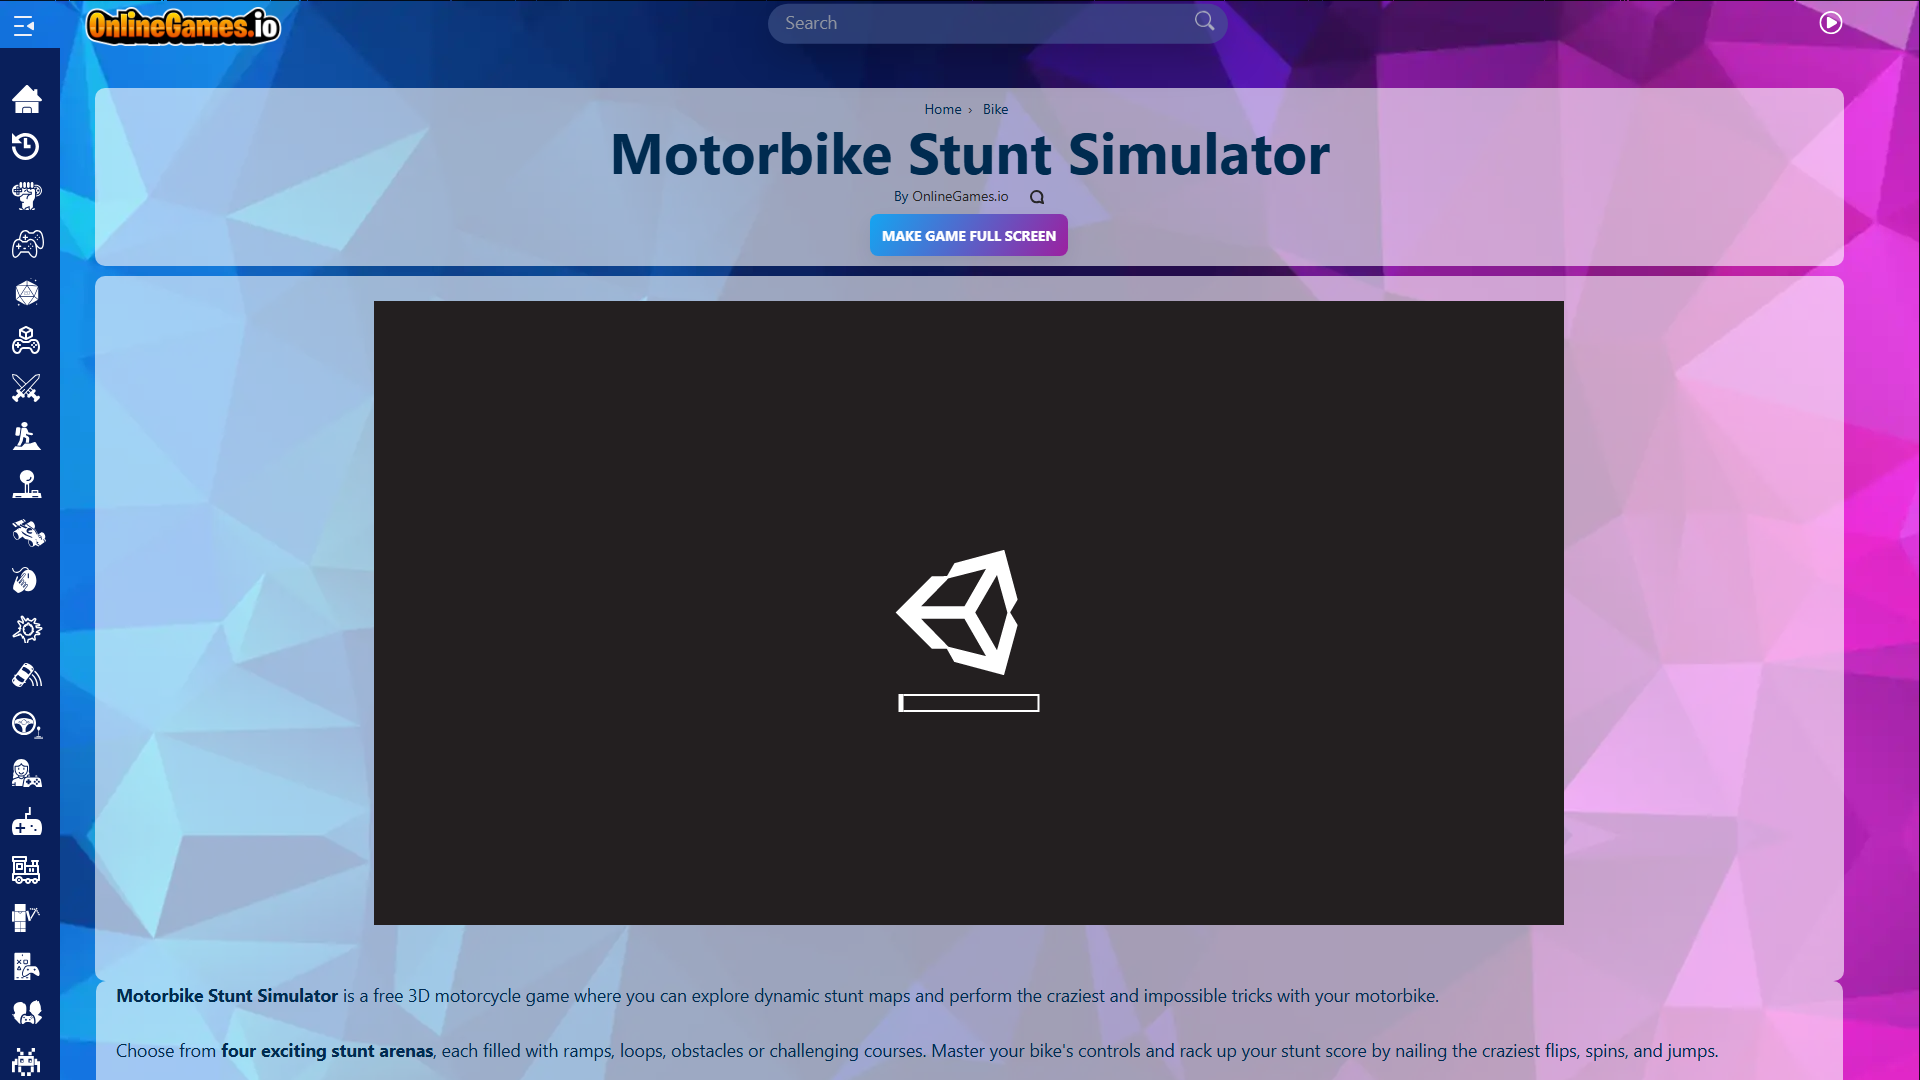 OnlineGames.io
Search
Home › Bike
Motorbike Stunt Simulator
By OnlineGames.io
MAKE GAME FULL SCREEN
Motorbike Stunt Simulator is a free 3D motorcycle game where you can explore dynamic stunt maps and perform the craziest and impossible tricks with your motorbike.
Choose from four exciting stunt arenas, each filled with ramps, loops, obstacles or challenging courses. Master your bike's controls and rack up your stunt score by nailing the craziest flips, spins, and jumps.